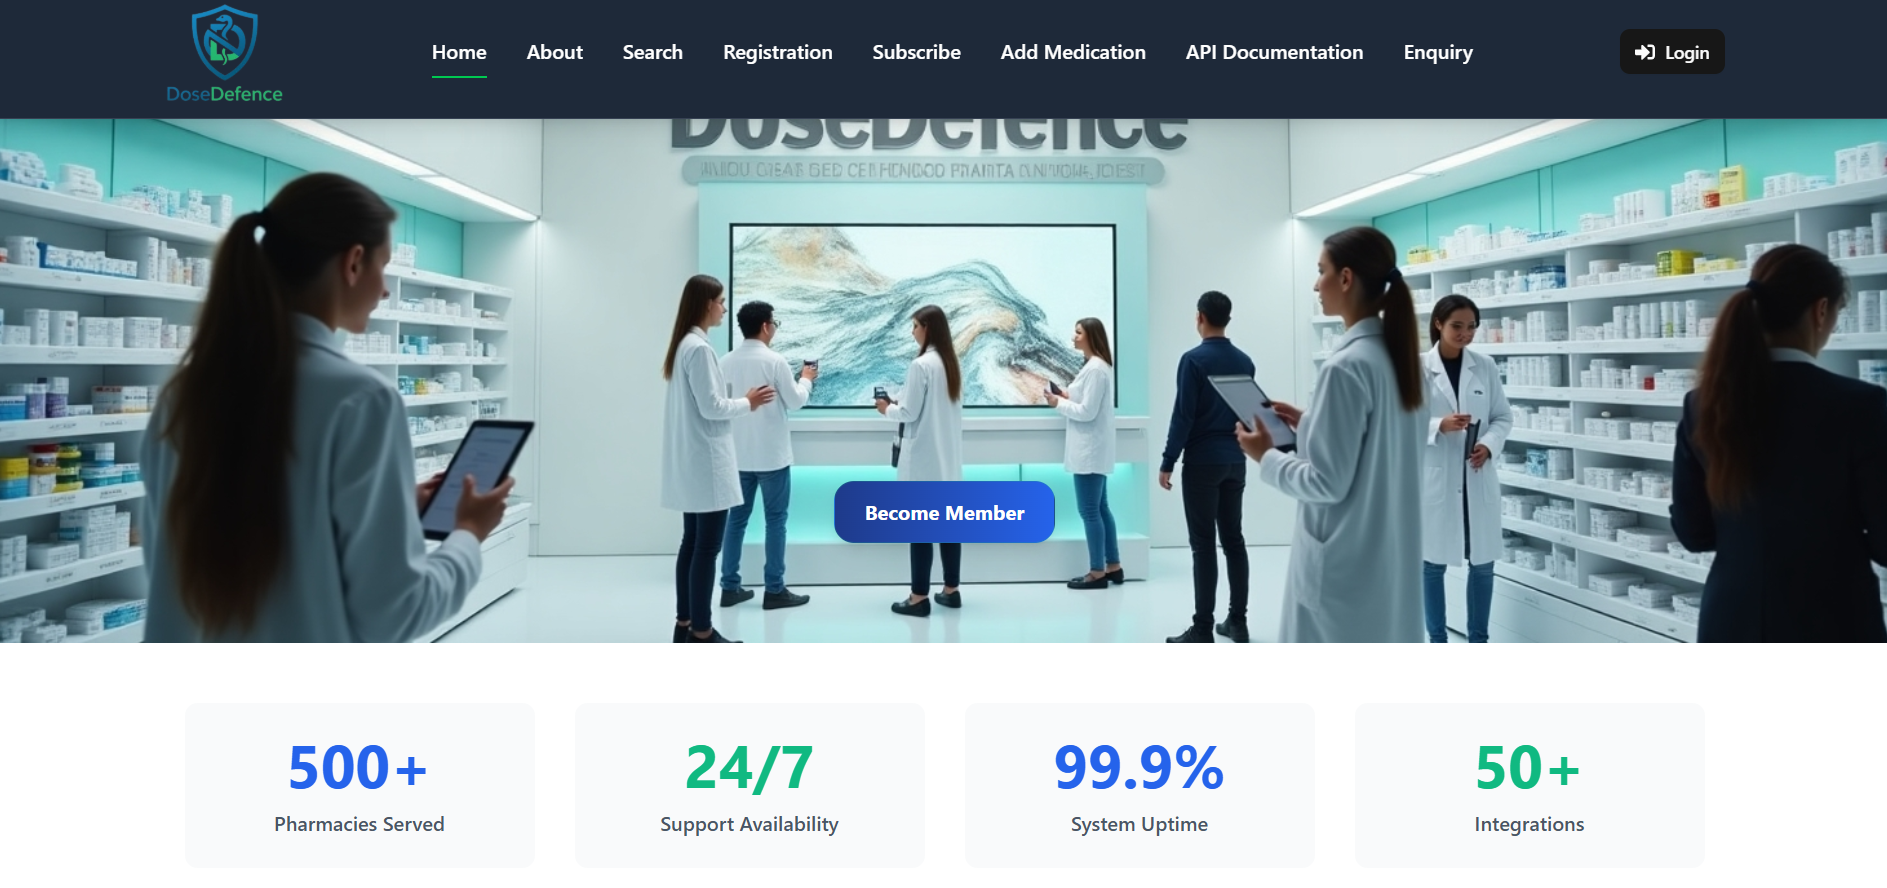 DoseDefence
Home
About
Search
Registration
Subscribe
Add Medication
API Documentation
Enquiry
Login
DoseDefence
Become Member
500+
Pharmacies Served
24/7
Support Availability
99.9%
System Uptime
50+
Integrations